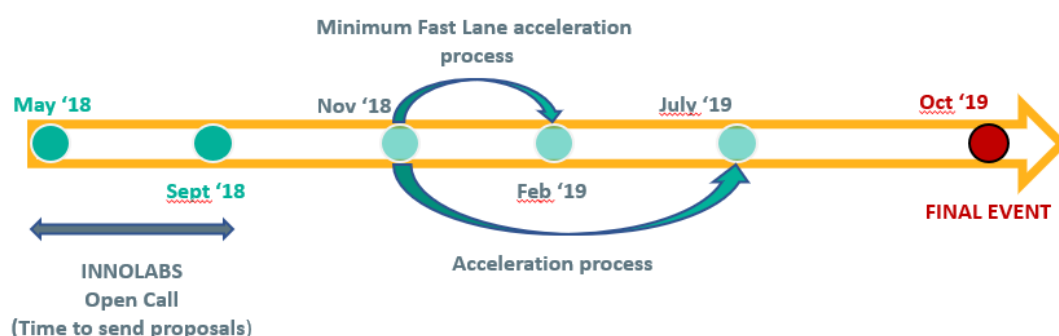 Minimum Fast Lane acceleration
process
May ‘18
Nov ‘18
July ‘19
Oct ‘19
Sept ‘18
Feb ‘19
FINAL EVENT
INNOLABS
Open Call
(Time to send proposals)
Acceleration process